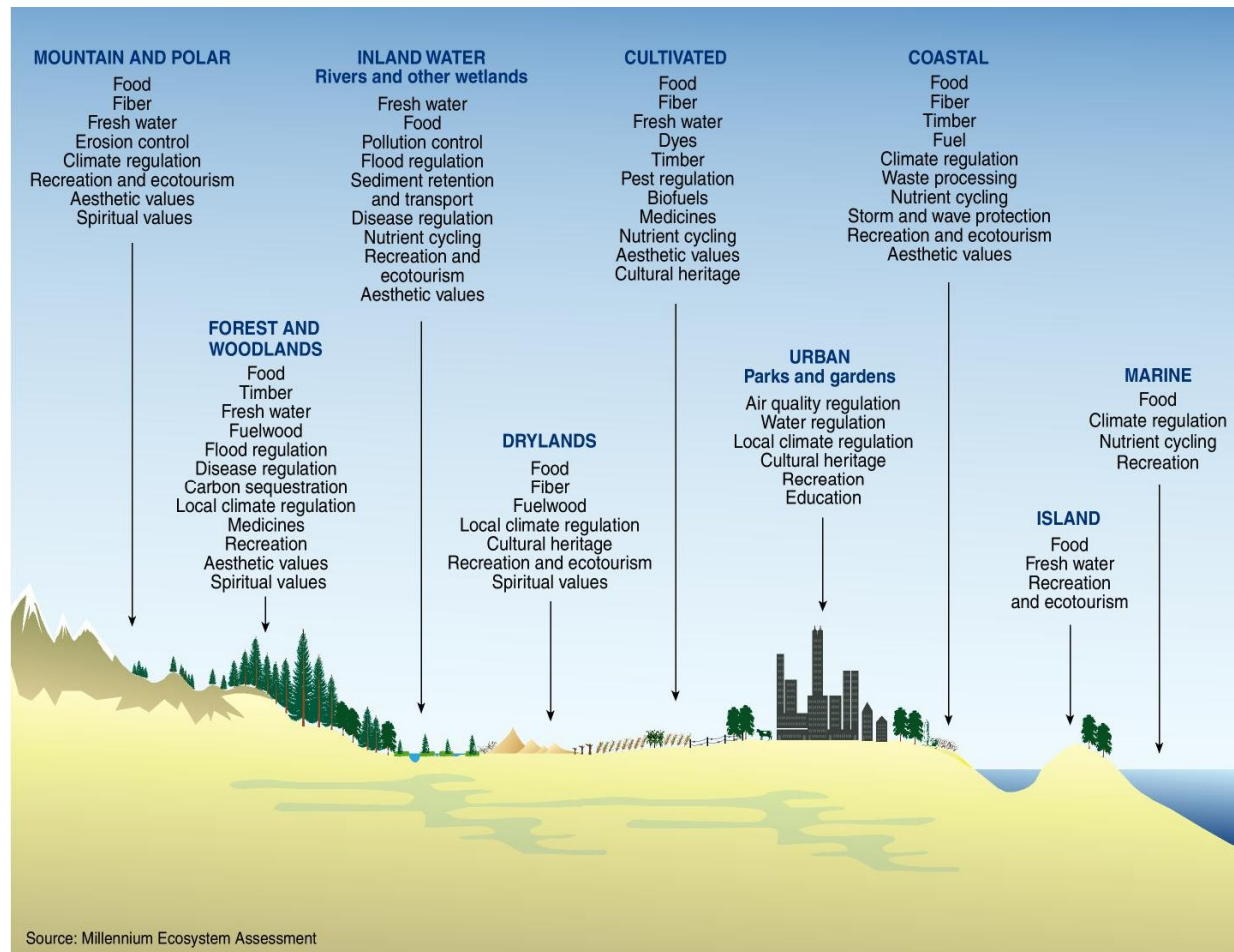 MOUNTAIN AND POLAR
Food
Fiber
Fresh water
Erosion control
Climate regulation
Recreation and ecotourism
Aesthetic values
Spiritual values
FOREST AND
WOODLANDS
Food
Timber
Fresh water
Fuelwood
Flood regulation
Disease regulation
Carbon sequestration
Local climate regulation
Medicines
Recreation
Aesthetic values
Spiritual values
INLAND WATER
Rivers and other wetlands
Fresh water
Food
Pollution control
Flood regulation
Sediment retention
and transport
Disease regulation
Nutrient cycling
Recreation and
ecotourism
Aesthetic values
DRYLANDS
Food
Fiber
Fuelwood
Local climate regulation
Cultural heritage
Recreation and ecotourism
Spiritual values
CULTIVATED
Food
Fiber
Fresh water
Dyes
Timber
Pest regulation
Biofuels
Medicines
Nutrient cycling
Aesthetic values
Cultural heritage
URBAN
Parks and gardens
Air quality regulation
Water regulation
Local climate regulation
Cultural heritage
Recreation
Education
COASTAL
Food
Fiber
Timber
Fuel
Climate regulation
Waste processing
Nutrient cycling
Storm and wave protection
Recreation and ecotourism
Aesthetic values
ISLAND
Food
Fresh water
Recreation
and ecotourism
MARINE
Food
Climate regulation
Nutrient cycling
Recreation
Source: Millennium Ecosystem Assessment